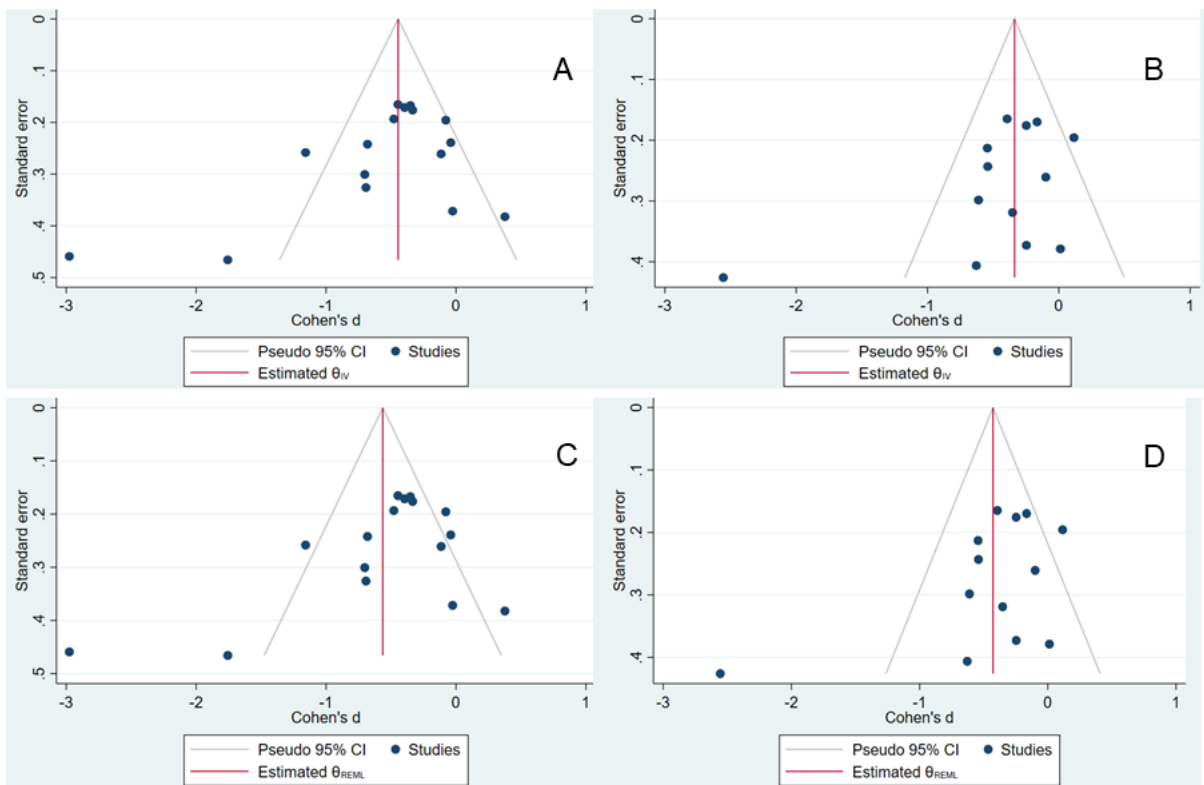 A
Standard error
0
.1
.2
.3
.4
.5
-3 -2 -1 0 1
Cohen's d
Pseudo 95% CI Studies
Estimated θIV
B
Standard error
0
.1
.2
.3
.4
-3 -2 -1 0 1
Cohen's d
Pseudo 95% CI Studies
Estimated θIV
C
Standard error
0
.1
.2
.3
.4
.5
-3 -2 -1 0 1
Cohen's d
Pseudo 95% CI Studies
Estimated θREML
D
Standard error
0
.1
.2
.3
.4
-3 -2 -1 0 1
Cohen's d
Pseudo 95% CI Studies
Estimated θREML